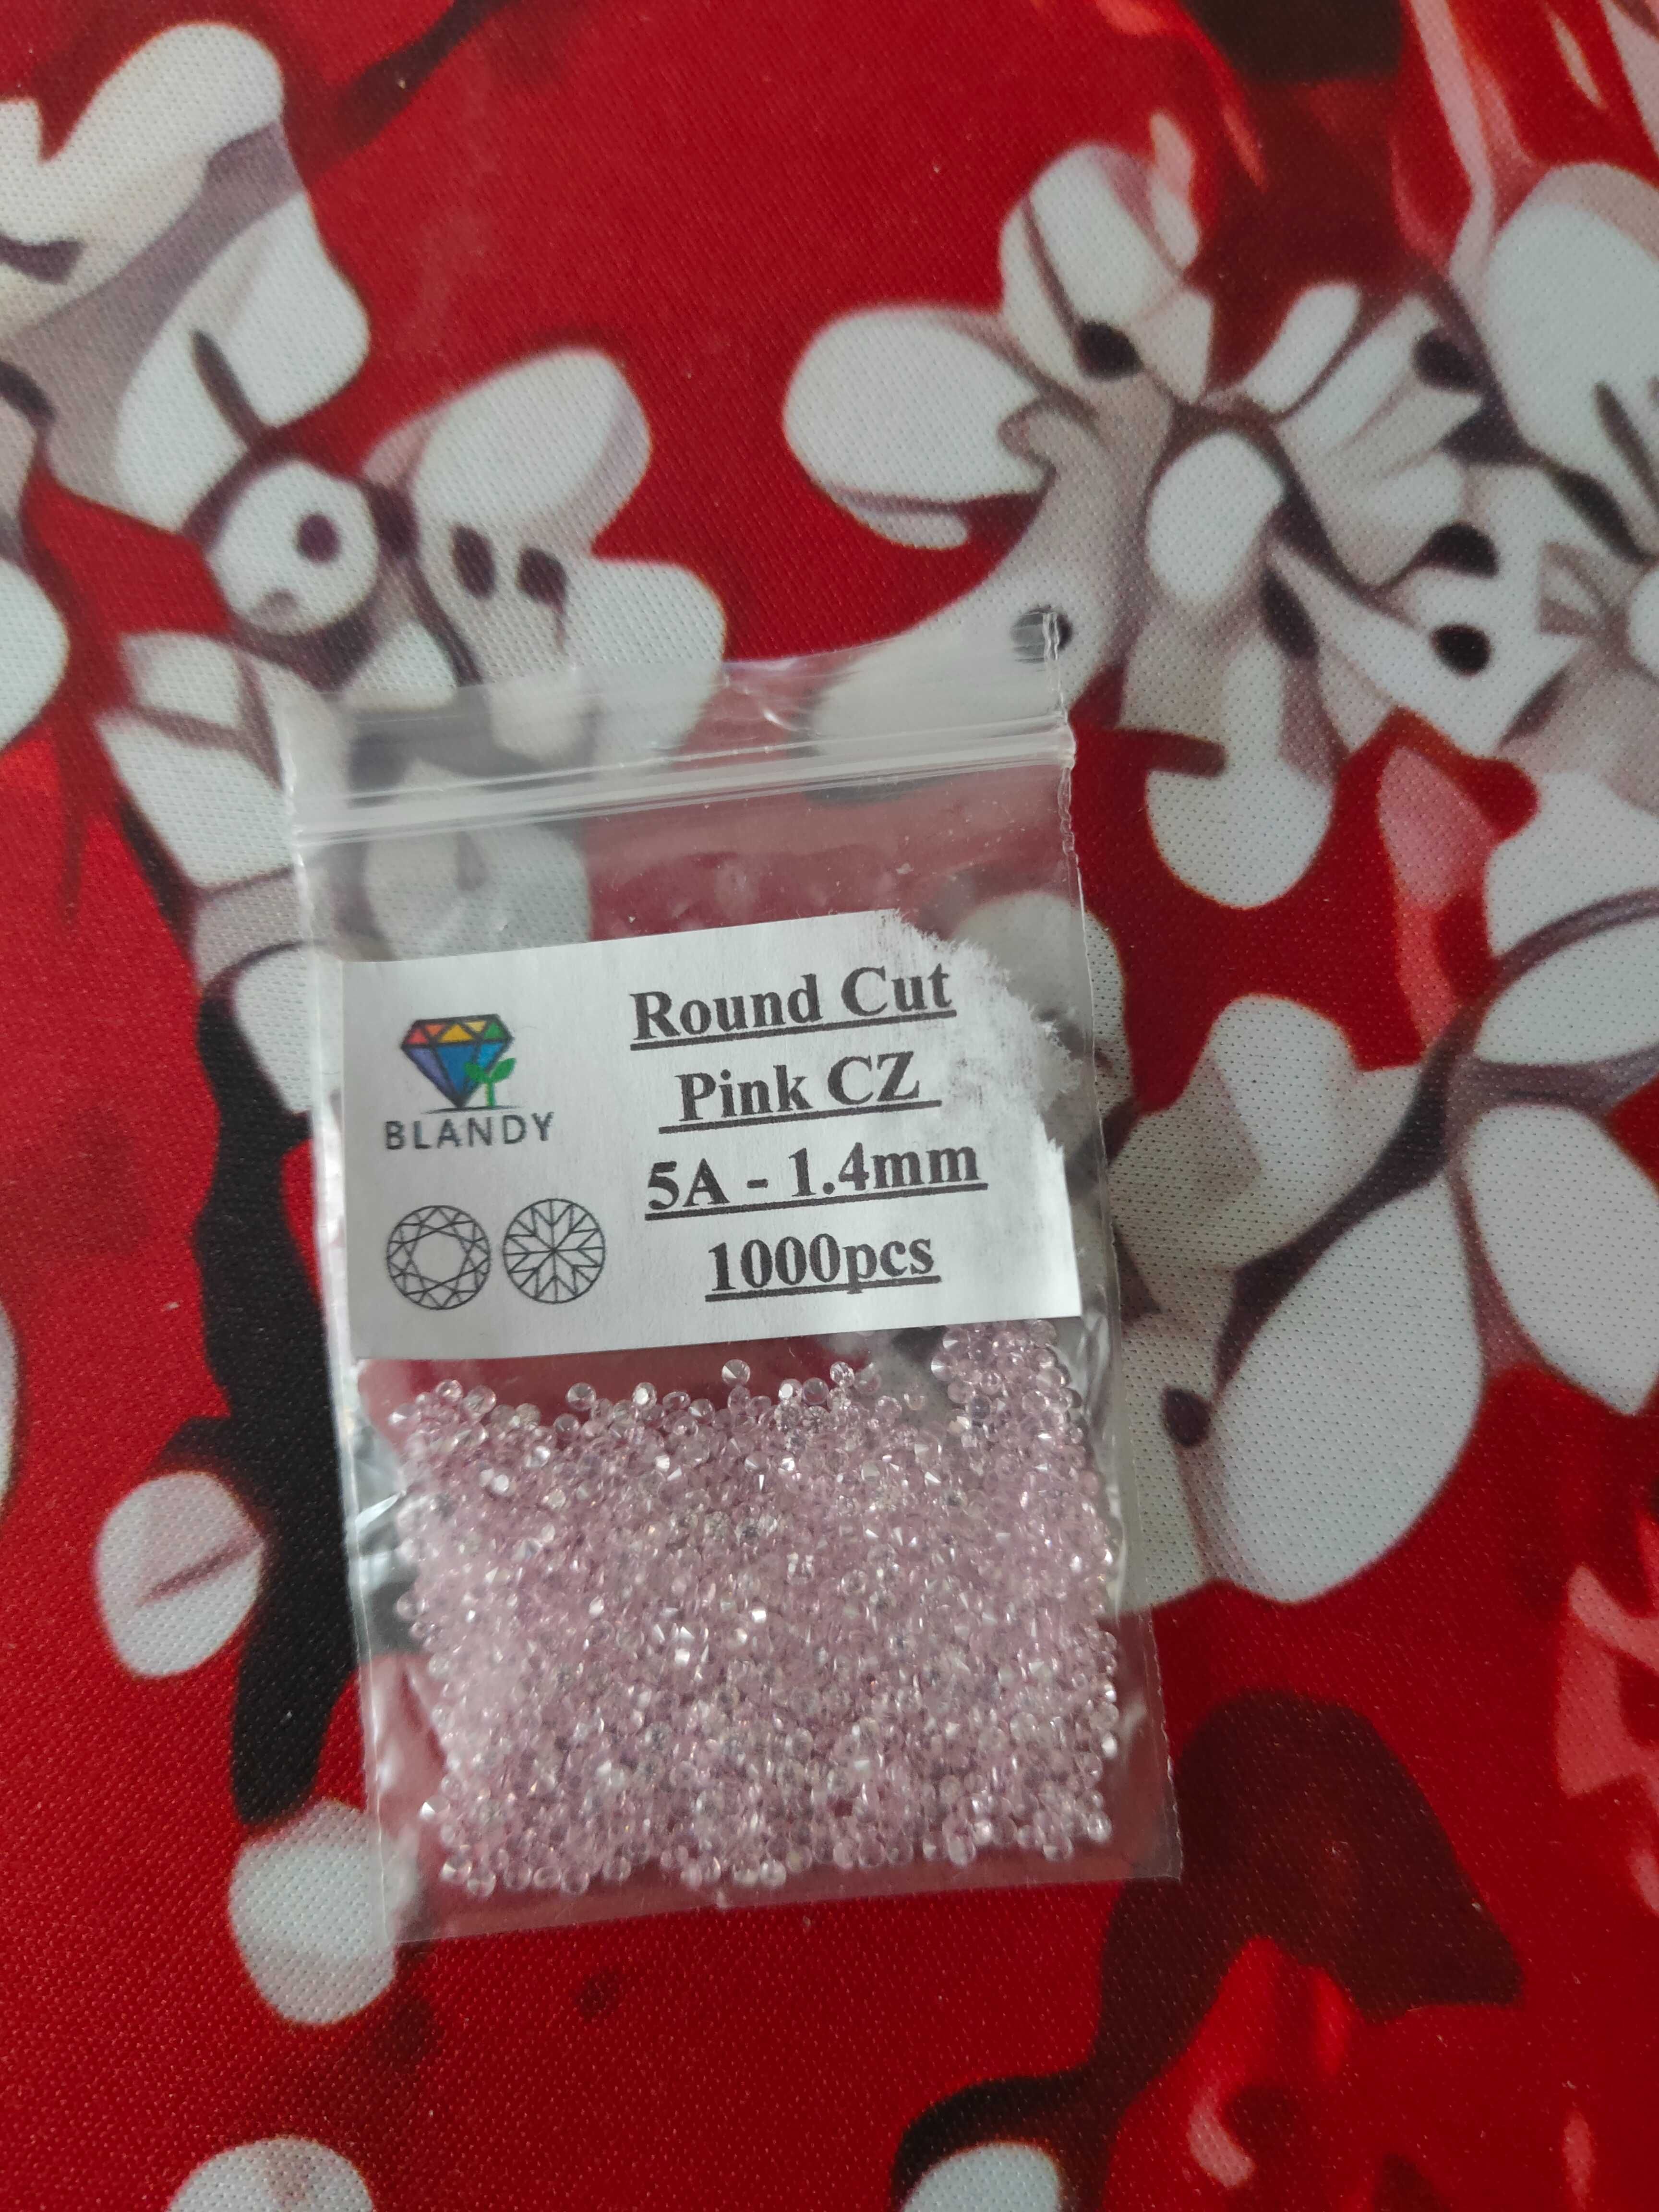 Round Cut
Pink CZ
BLANDY
5A - 1.4mm
1000pcs